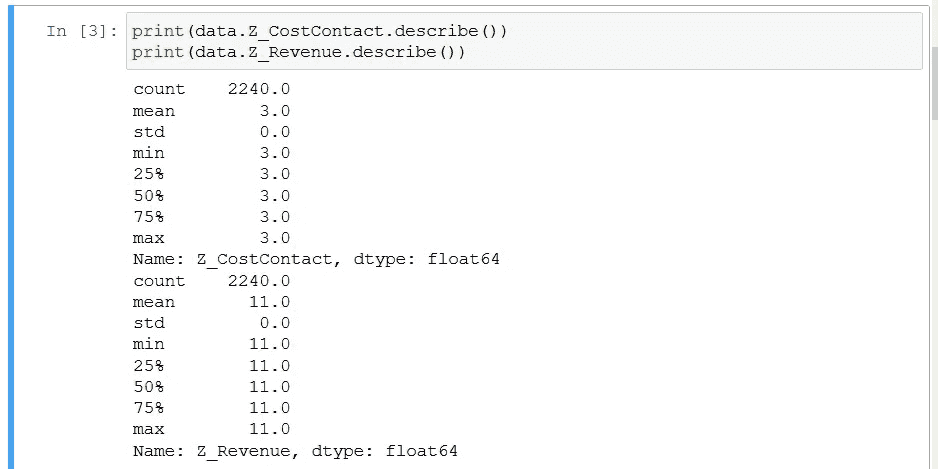 In [3]: print(data.Z_CostContact.describe())
print(data.Z_Revenue.describe())
count    2240.0
mean        3.0
std         0.0
min         3.0
25%         3.0
50%         3.0
75%         3.0
max         3.0
Name: Z_CostContact, dtype: float64
count    2240.0
mean       11.0
std         0.0
min        11.0
25%        11.0
50%        11.0
75%        11.0
max        11.0
Name: Z_Revenue, dtype: float64